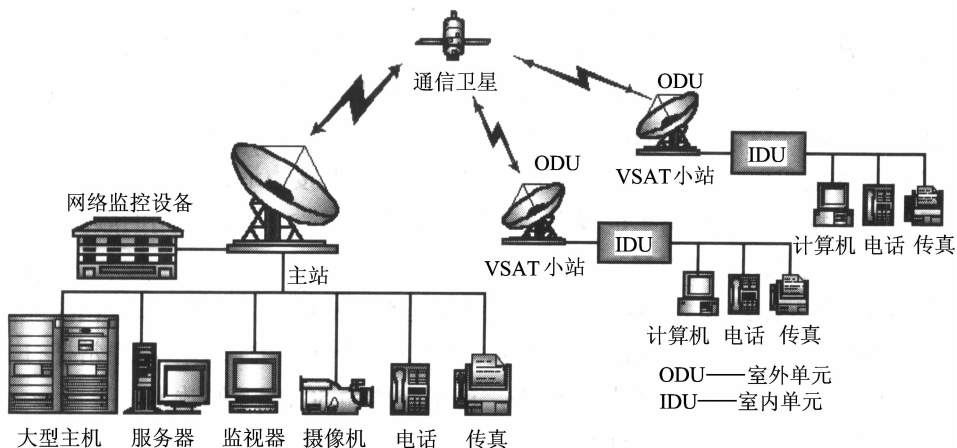 通信卫星
ODU
IDU
VSAT小站
计算机 电话 传真
ODU
IDU
VSAT小站
计算机 电话 传真
网络监控设备
主站
大型主机 服务器 监视器 摄像机 电话 传真
ODU——室外单元
IDU——室内单元